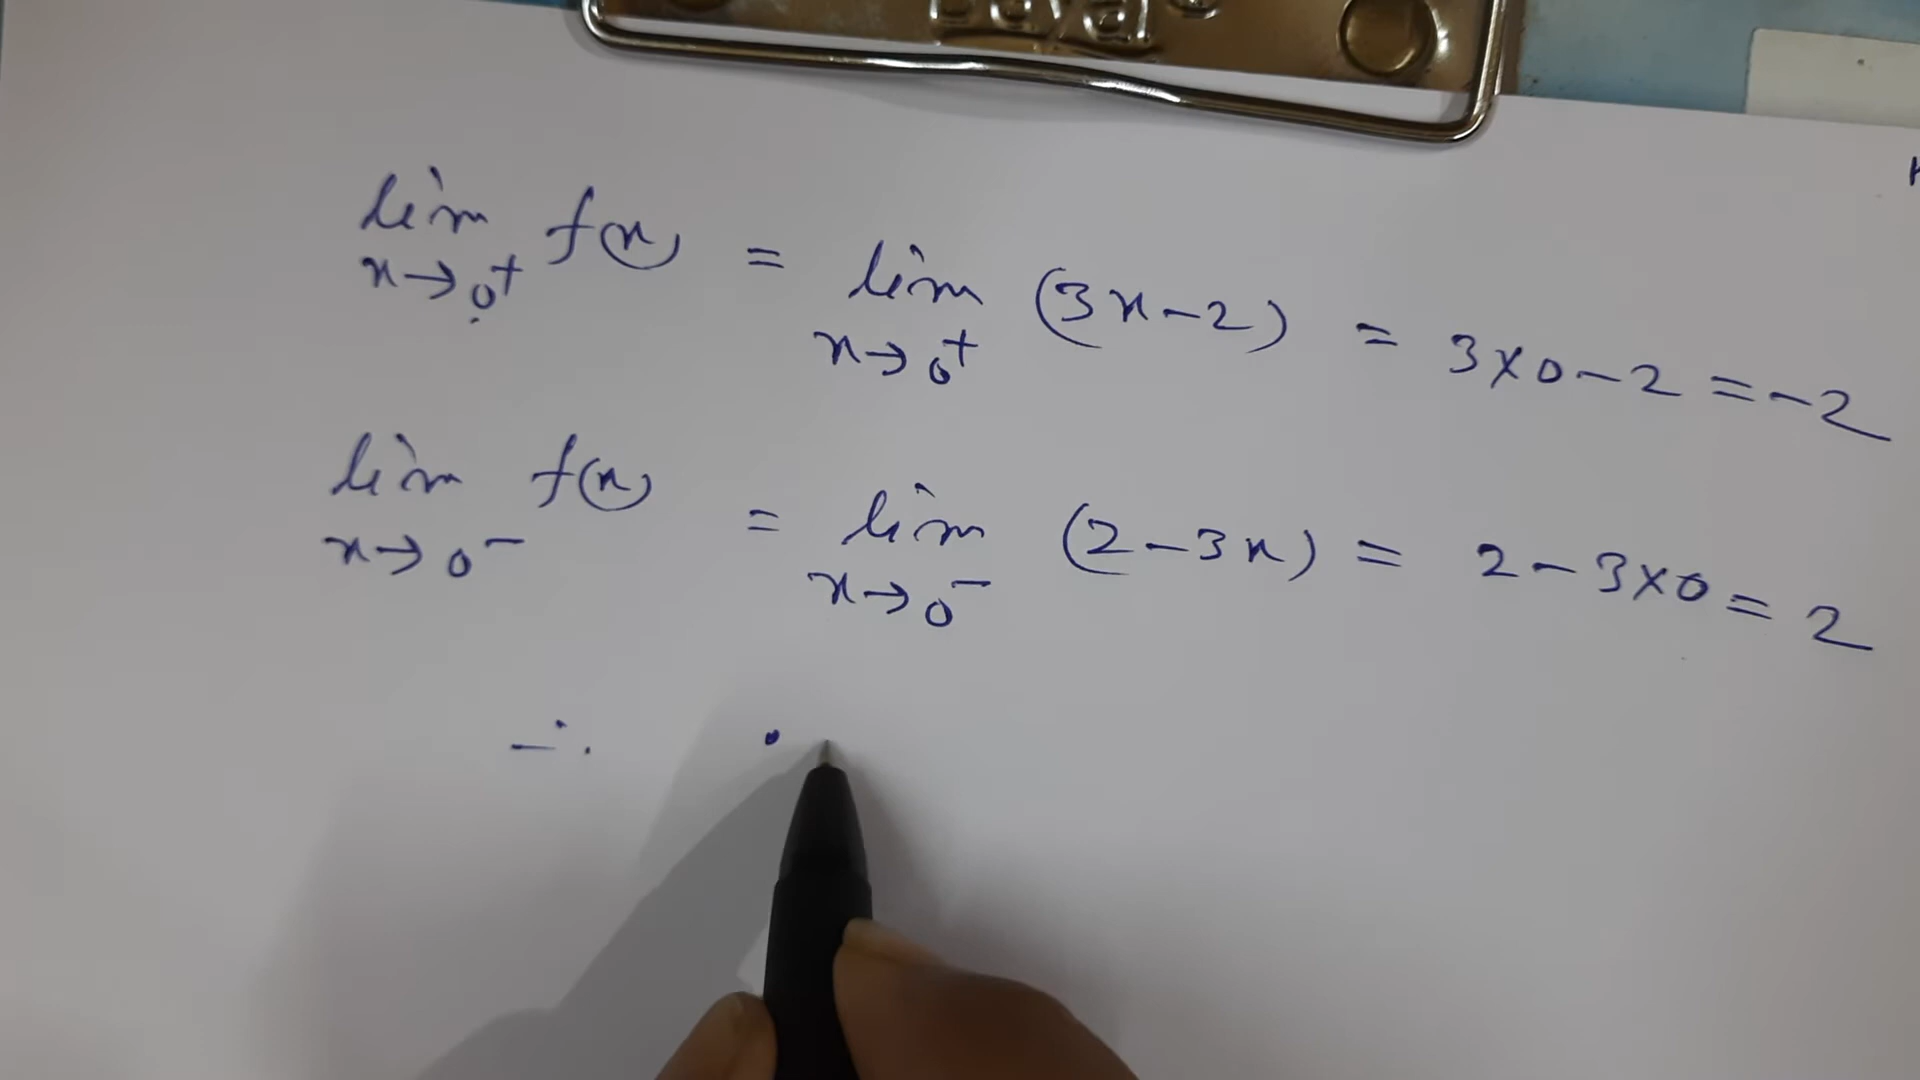 Dayal
lim f(x) = lim (3x-2) = 3×0-2 = -2
x→0⁺ x→0⁺
lim f(x) = lim (2-3x) = 2-3×0 = 2
x→0⁻ x→0⁻
∴